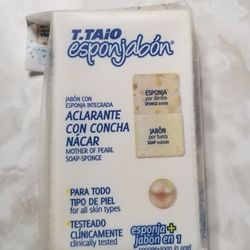 T.TAiO
esponjabón®
JABÓN CON
ESPONJA INTEGRADA
ACLARANTE
CON CONCHA
NÁCAR
MOTHER OF PEARL
SOAP-SPONGE
ESPONJA
por dentro
SPONGE inside
JABÓN
por fuera
SOAP outside
*PARA TODO
TIPO DE PIEL
for all skin types
*TESTEADO
CLÍNICAMENTE
clinically tested
esponja +
jabón en 1